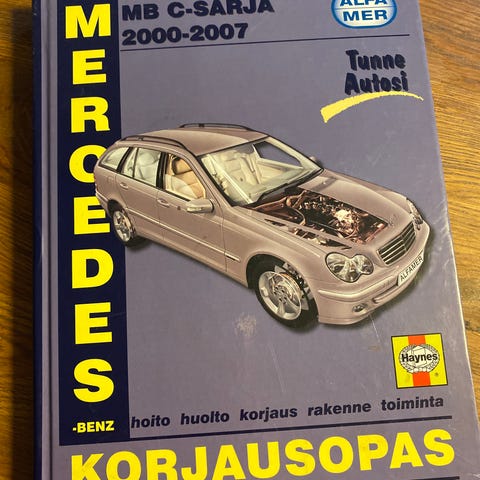 MERCEDES
-BENZ
MB C-SARJA
2000-2007
ALFA
MER
Tunne
Autosi
ALFAMER
Haynes
hoito huolto korjaus rakenne toiminta
KORJAUSOPAS